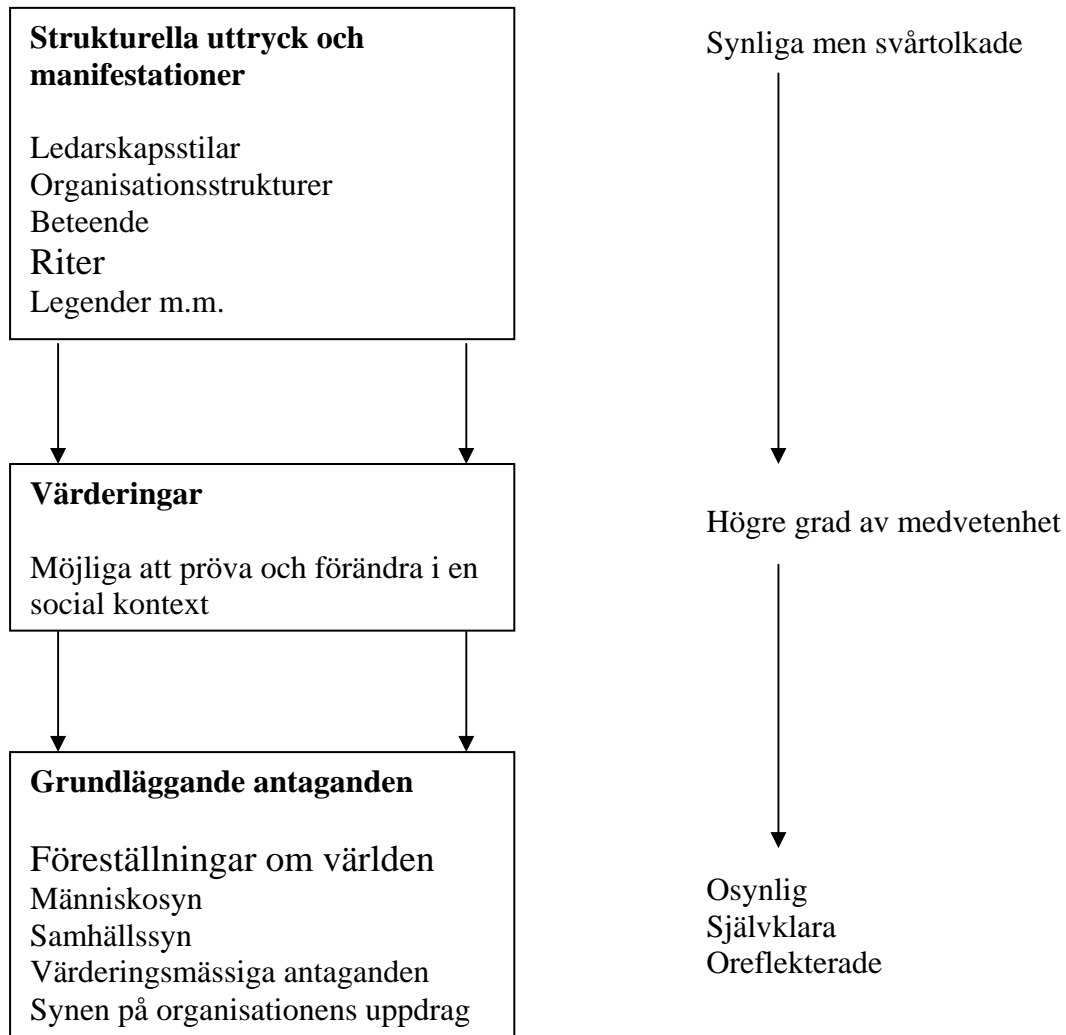 Strukturella uttryck och
manifestationer
Ledarskapsstilar
Organisationsstrukturer
Beteende
Riter
Legender m.m.
Synliga men svårtolkade
Värderingar
Möjliga att pröva och förändra i en
social kontext
Högre grad av medvetenhet
Grundläggande antaganden
Föreställningar om världen
Människosyn
Samhällssyn
Värderingsmässiga antaganden
Synen på organisationens uppdrag
Osynlig
Självklara
Oreflekterade